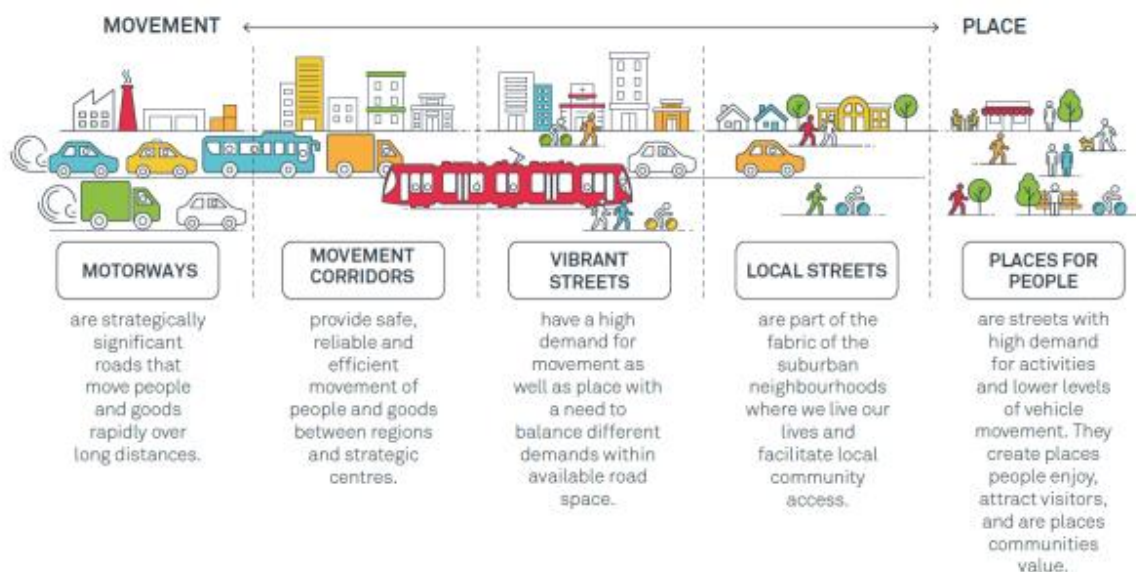 MOVEMENT
PLACE
MOTORWAYS
are strategically
significant
roads that
move people
and goods
rapidly over
long distances.
MOVEMENT
CORRIDORS
provide safe,
reliable and
efficient
movement of
people and goods
between regions
and strategic
centres.
VIBRANT
STREETS
have a high
demand for
movement as
well as place with
a need to
balance different
demands within
available road
space.
LOCAL STREETS
are part of the
fabric of the
suburban
neighbourhoods
where we live our
lives and
facilitate local
community
access.
PLACES FOR
PEOPLE
are streets with
high demand
for activities
and lower levels
of vehicle
movement. They
create places
people enjoy,
attract visitors,
and are places
communities
value.